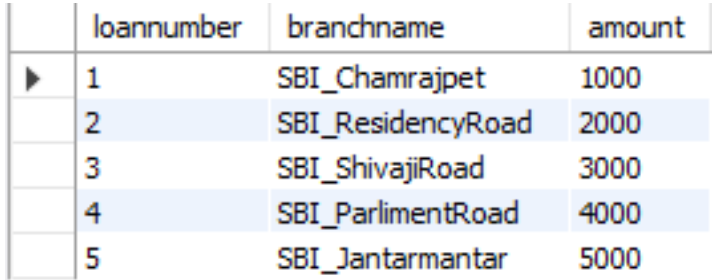 loannumber branchname amount
1 SBI_Chamrajpet 1000
2 SBI_ResidencyRoad 2000
3 SBI_ShivajiRoad 3000
4 SBI_ParlimentRoad 4000
5 SBI_Jantarmantar 5000